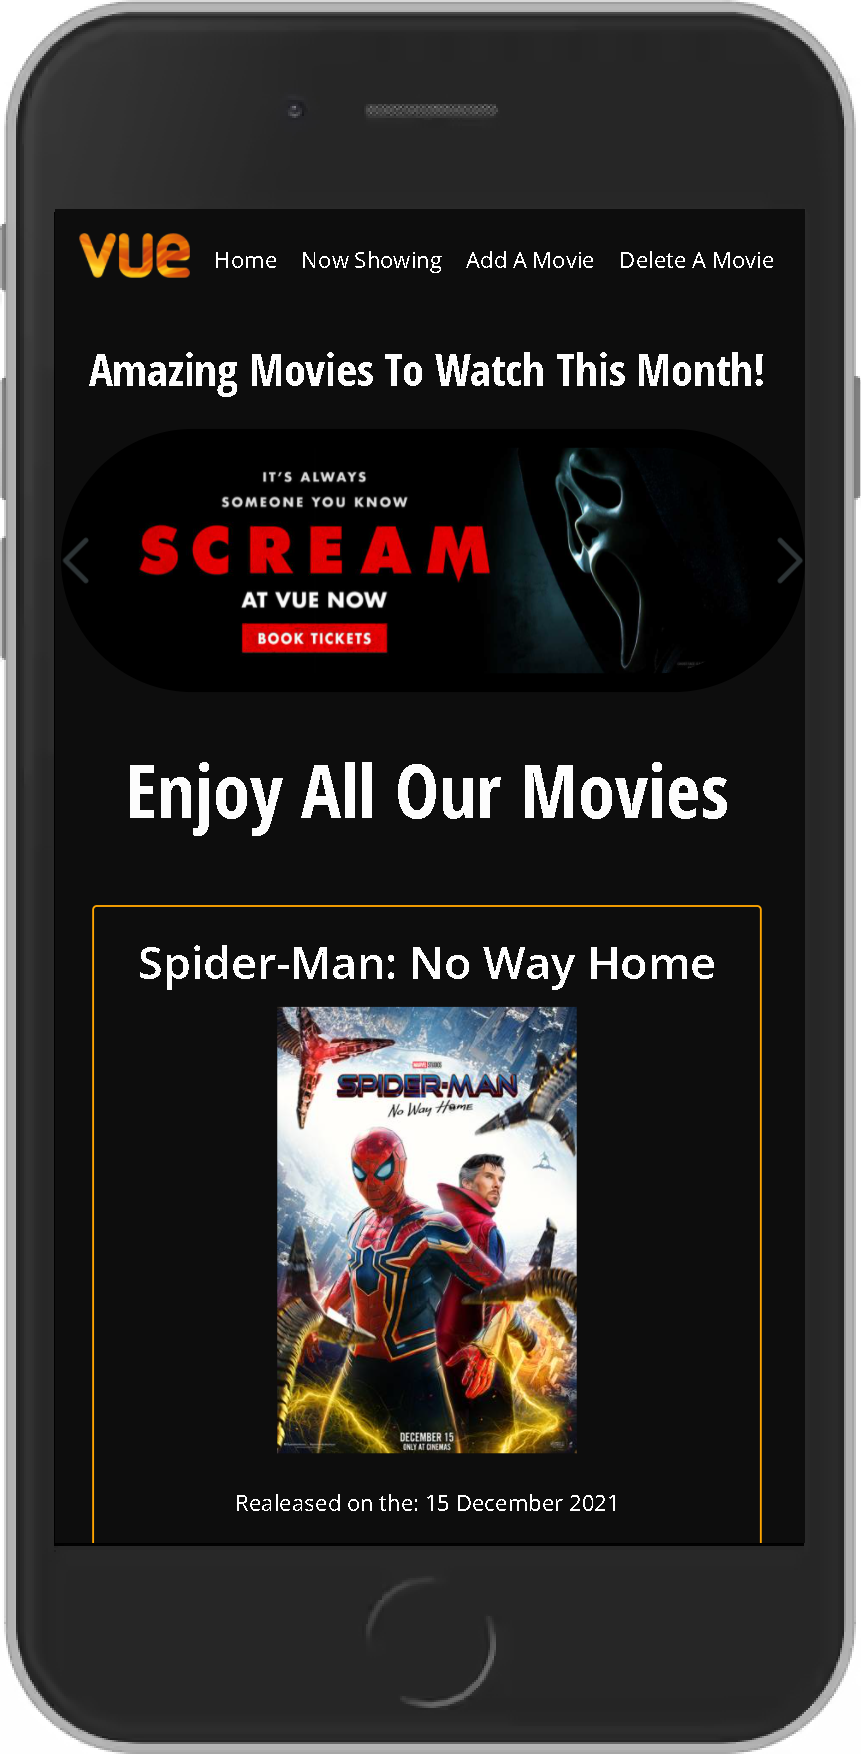 vue
Home Now Showing Add A Movie Delete A Movie
Amazing Movies To Watch This Month!
IT'S ALWAYS
SOMEONE YOU KNOW
SCREAM
AT VUE NOW
BOOK TICKETS
Enjoy All Our Movies
Spider-Man: No Way Home
MARVEL STUDIOS
SPIDER-MAN
No Way Home
DECEMBER 15
ONLY AT CINEMAS
Realeased on the: 15 December 2021